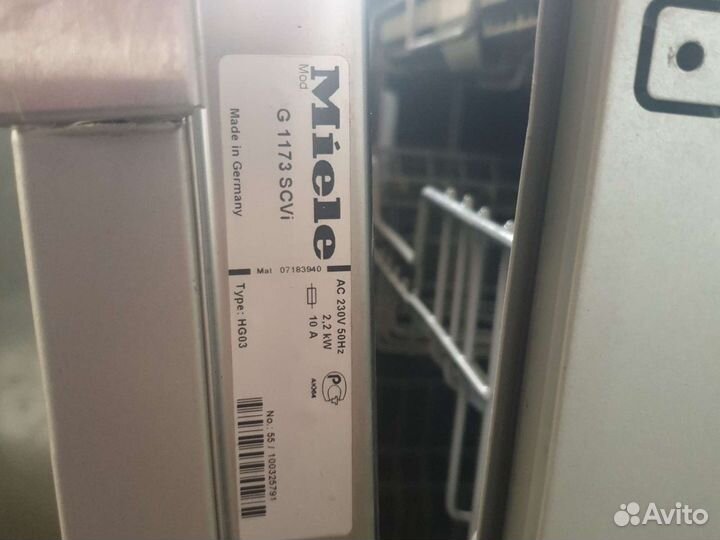 Miele
Mod. G 1173 SCVi
Made in Germany
Mat 07183940
AC 230V 50Hz
2,2 kW
10 A
Type: HG03
АЮ64
No.: 55 / 100325791
Avito